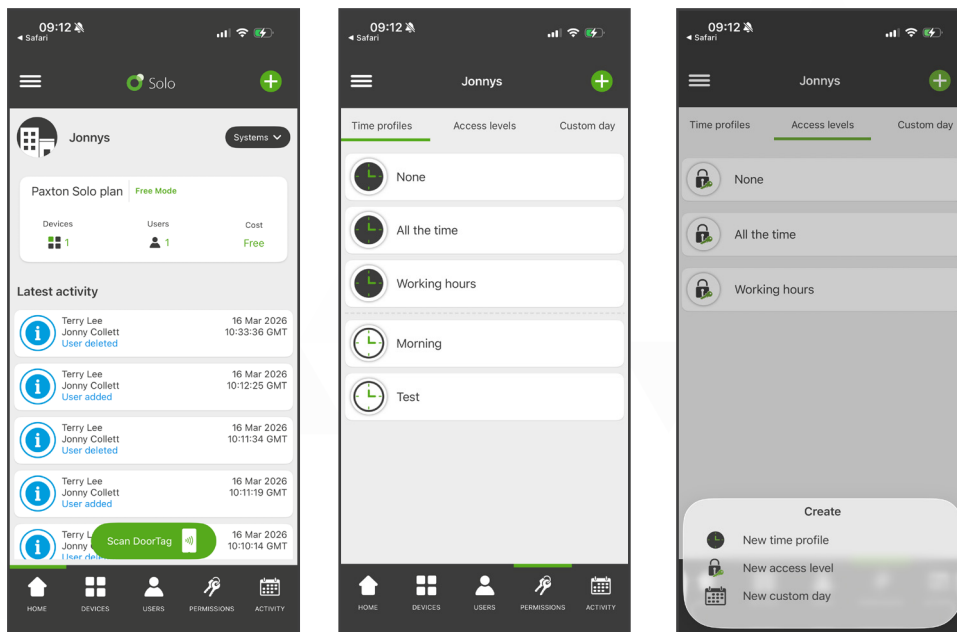 09:12
◀ Safari
Solo
Jonnys
Systems
Paxton Solo plan Free Mode
Devices Users Cost
1 1 Free
Latest activity
Terry Lee 16 Mar 2026
Jonny Collett 10:33:36 GMT
User deleted
Terry Lee 16 Mar 2026
Jonny Collett 10:12:25 GMT
User added
Terry Lee 16 Mar 2026
Jonny Collett 10:11:34 GMT
User deleted
Terry Lee 16 Mar 2026
Jonny Collett 10:11:19 GMT
User added
Terry 16 Mar 2026
Jonny 10:10:14 GMT
User
Scan DoorTag
HOME DEVICES USERS PERMISSIONS ACTIVITY
09:12
◀ Safari
Jonnys
Time profiles Access levels Custom day
None
All the time
Working hours
Morning
Test
HOME DEVICES USERS PERMISSIONS ACTIVITY
09:12
◀ Safari
Jonnys
Time profiles Access levels Custom day
None
All the time
Working hours
Create
New time profile
New access level
New custom day